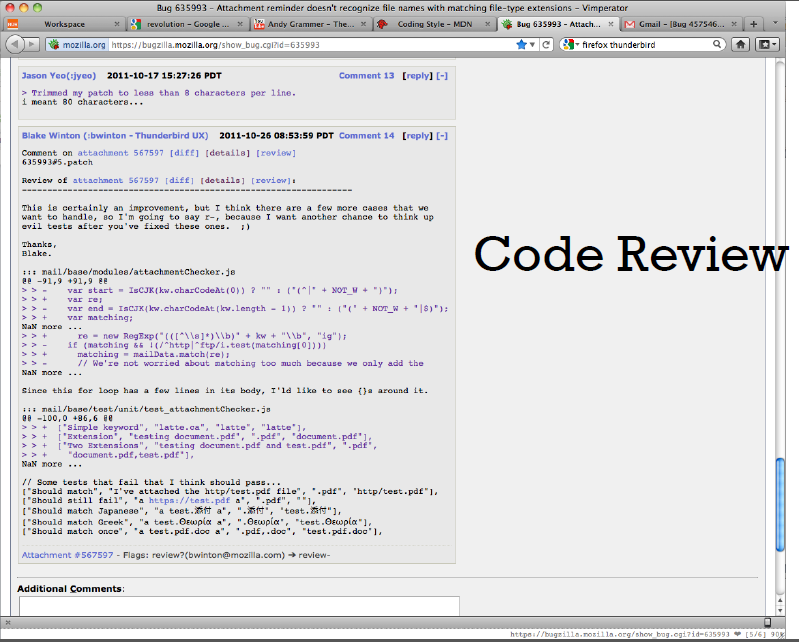 Bug 635993 - Attachment reminder doesn't recognize file names with matching file-type extensions - Vimperator
Workspace
revolution - Google ...
Andy Grammer - The...
Coding Style - MDN
Bug 635993 - Attach...
Gmail - [Bug 457546...
mozilla.org
https://bugzilla.mozilla.org/show_bug.cgi?id=635993
firefox thunderbird
Jason Yeo(:jyeo) 2011-10-17 15:27:26 PDT Comment 13 [reply] [-]
> Trimmed my patch to less than 8 characters per line.
i meant 80 characters...
Blake Winton (:bwinton - Thunderbird UX) 2011-10-26 08:53:59 PDT Comment 14 [reply] [-]
Comment on attachment 567597 [diff] [details] [review]
635993#5.patch
Review of attachment 567597 [diff] [details] [review]:
-----------------------------------------------------------------
This is certainly an improvement, but I think there are a few more cases that we
want to handle, so I'm going to say r-, because I want another chance to think up
evil tests after you've fixed these ones. ;)
Thanks,
Blake.
Code Review
::: mail/base/modules/attachmentChecker.js
@@ -91,9 +91,9 @@
> > -    var start = IsCJK(kw.charCodeAt(0)) ? "" : ("(^|" + NOT_W + ")");
> > +    var re;
> > -    var end = IsCJK(kw.charCodeAt(kw.length - 1)) ? "" : ("(" + NOT_W + "|$)");
> > +    var matching;
NaN more ...
> > +      re = new RegExp("(([^\\s]*)\\b)" + kw + "\\b", "ig");
> > -    if (matching && !(/^http|^ftp/i.test(matching[0])))
> > +      matching = mailData.match(re);
> > -      // We're not worried about matching too much because we only add the
NaN more ...
Since this for loop has a few lines in its body, I'ld like to see {}s around it.
::: mail/base/test/unit/test_attachmentChecker.js
@@ -100,0 +86,6 @@
> > +  ["Simple keyword", "latte.ca", "latte", "latte"],
> > +  ["Extension", "testing document.pdf", ".pdf", "document.pdf"],
> > +  ["Two Extensions", "testing document.pdf and test.pdf", ".pdf",
> > +    "document.pdf,test.pdf"],
NaN more ...
// Some tests that fail that I think should pass...
["Should match", "I've attached the http/test.pdf file", ".pdf", "http/test.pdf"],
["Should still fail", "a https://test.pdf a", ".pdf", ""],
["Should match Japanese", "a test.添付 a", ".添付", "test.添付"],
["Should match Greek", "a test.Θεωρία a", ".Θεωρία", "test.Θεωρία"],
["Should match once", "a test.pdf.doc a", ".pdf,.doc", "test.pdf.doc"],
Attachment #567597 - Flags: review?(bwinton@mozilla.com) ➔ review-
Additional Comments:
https://bugzilla.mozilla.org/show_bug.cgi?id=635993 ❤ [5/6] 90%